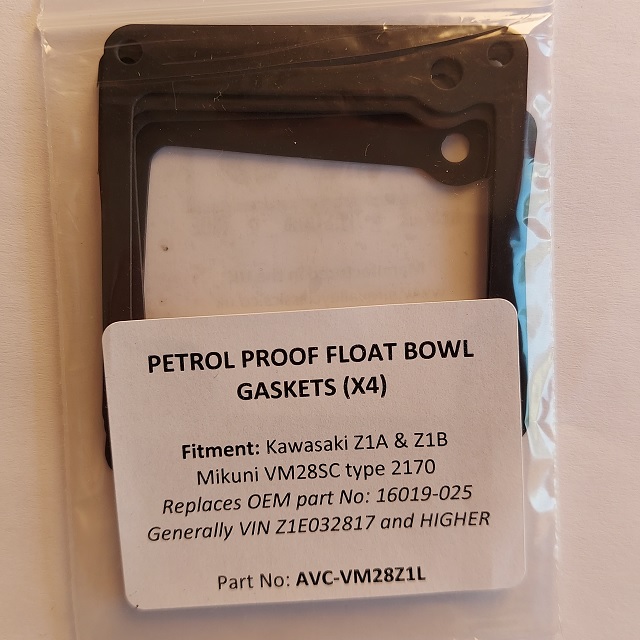 PETROL PROOF FLOAT BOWL
GASKETS (X4)
Fitment: Kawasaki Z1A & Z1B
Mikuni VM28SC type 2170
Replaces OEM part No: 16019-025
Generally VIN Z1E032817 and HIGHER
Part No: AVC-VM28Z1L